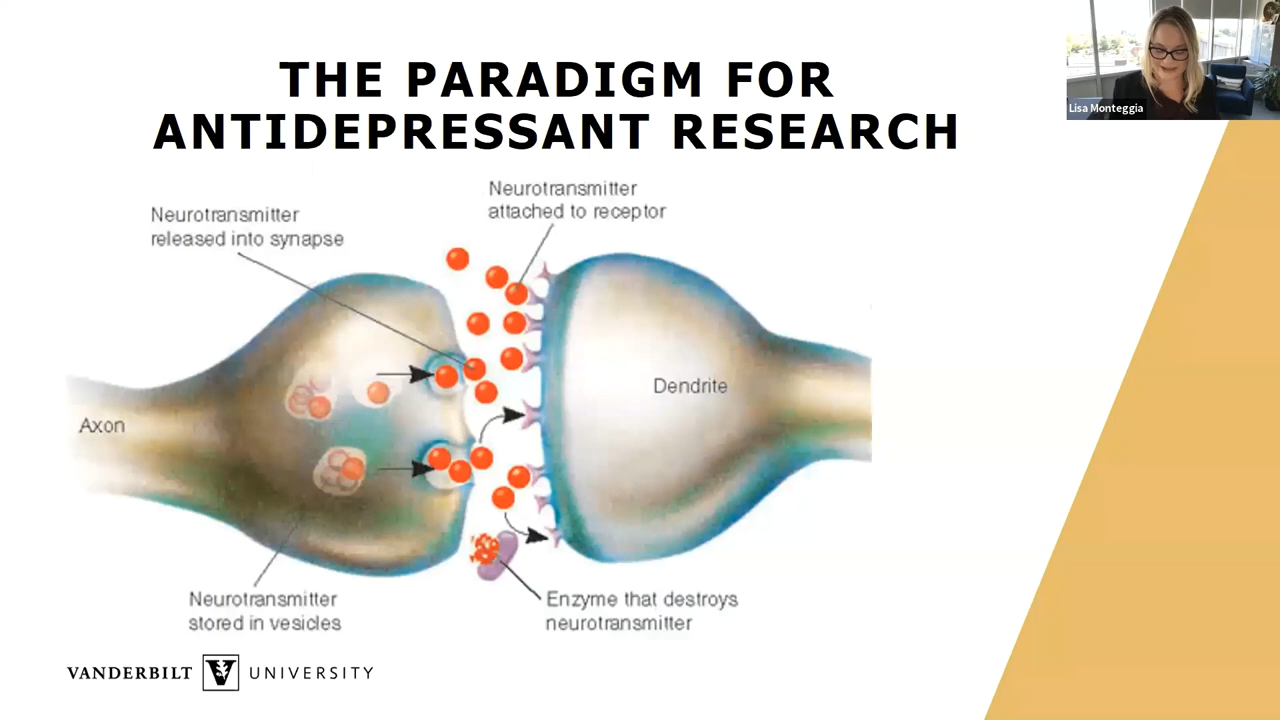 THE PARADIGM FOR
ANTIDEPRESSANT RESEARCH
Lisa Monteggia
Neurotransmitter
attached to receptor
Neurotransmitter
released into synapse
Dendrite
Axon
Neurotransmitter
stored in vesicles
Enzyme that destroys
neurotransmitter
VANDERBILT V UNIVERSITY